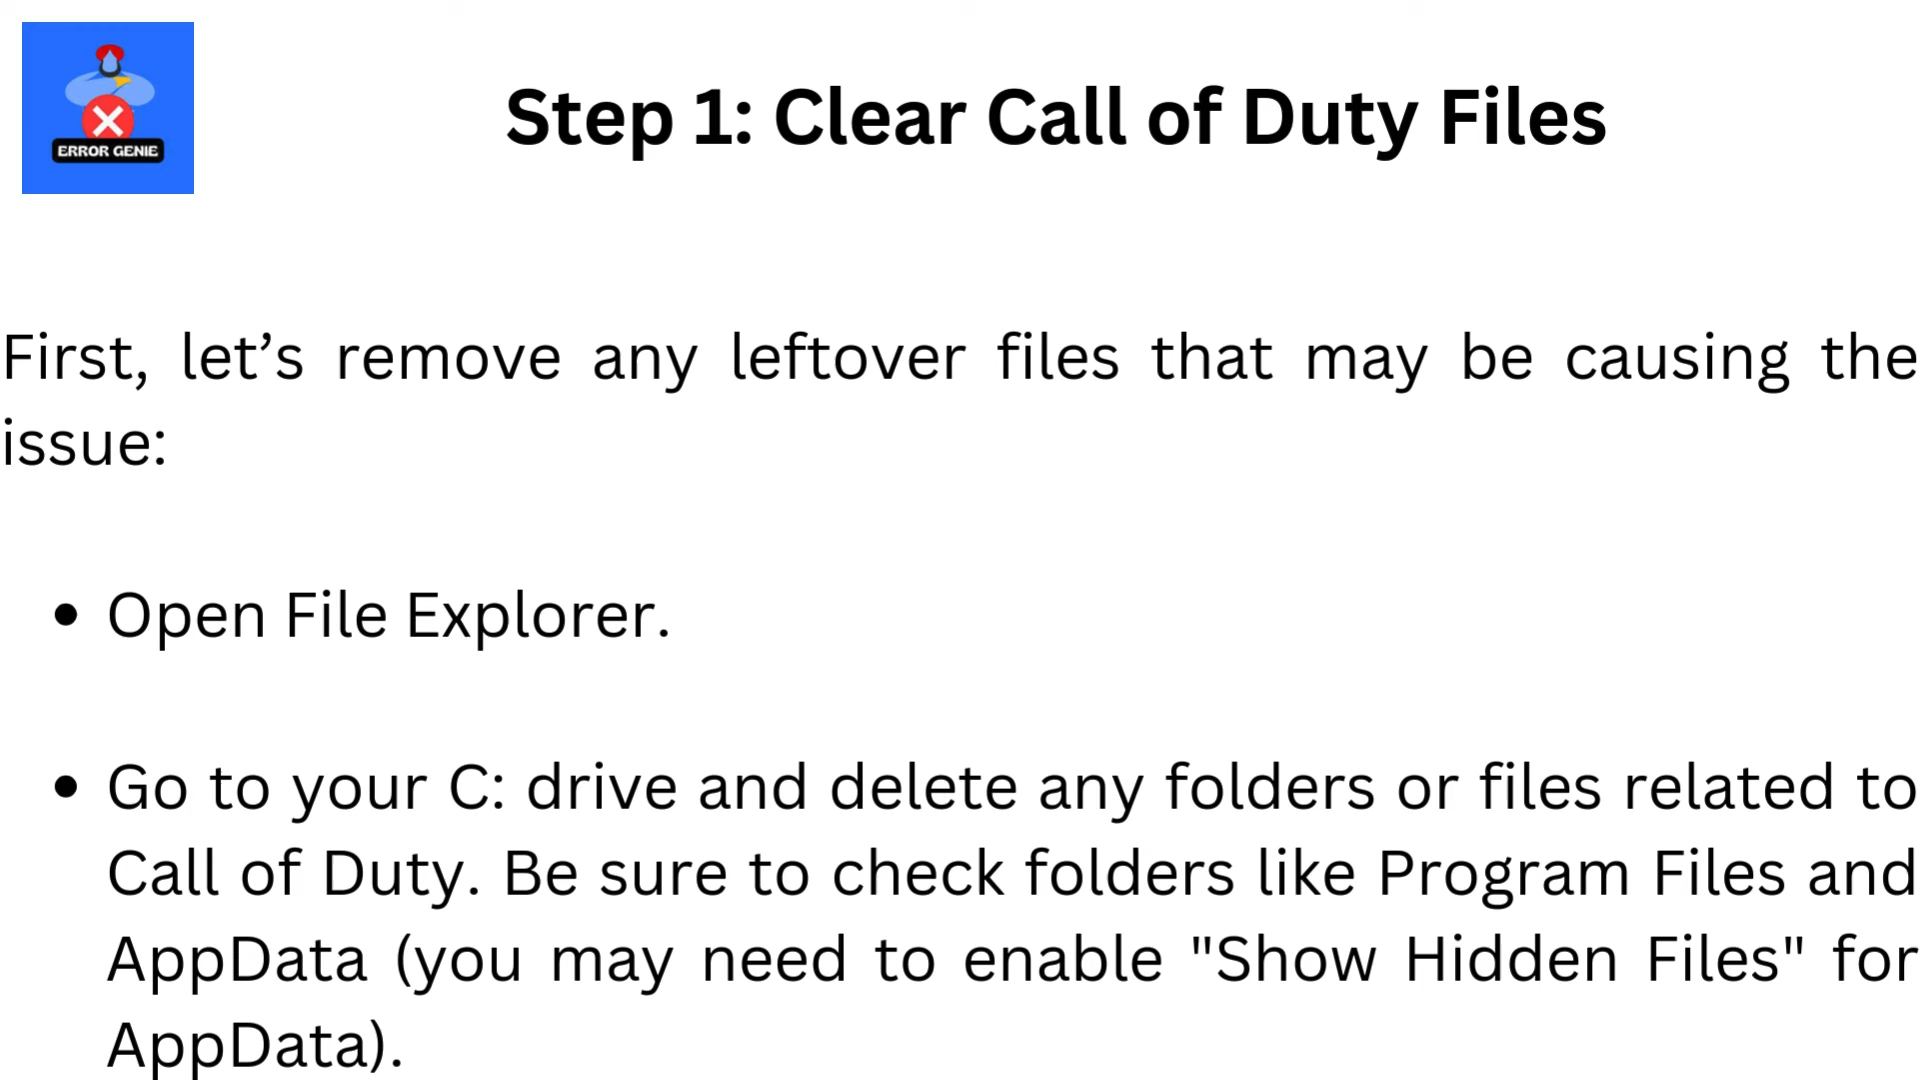 ERROR GENIE
Step 1: Clear Call of Duty Files
First, let’s remove any leftover files that may be causing the
issue:
• Open File Explorer.
• Go to your C: drive and delete any folders or files related to
Call of Duty. Be sure to check folders like Program Files and
AppData (you may need to enable "Show Hidden Files" for
AppData).